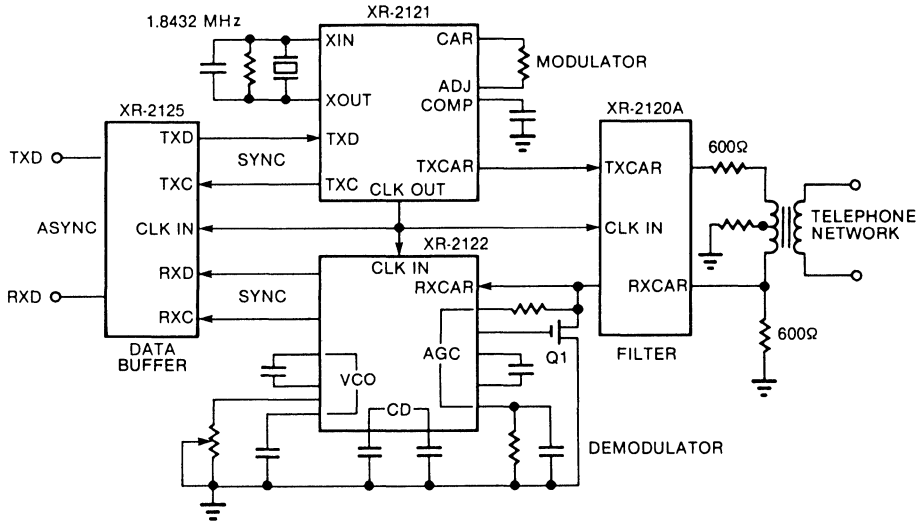 1.8432 MHz
XR-2121
XIN
CAR
MODULATOR
ADJ
XOUT
COMP
XR-2125
XR-2120A
TXD
TXD
SYNC
TXD
600Ω
TXCAR
TXCAR
TXC
TXC
CLK OUT
TELEPHONE
NETWORK
ASYNC
CLK IN
CLK IN
XR-2122
CLK IN
RXD
RXCAR
RXCAR
RXD
SYNC
RXC
600Ω
DATA
BUFFER
VCO
AGC
Q1
FILTER
CD
DEMODULATOR